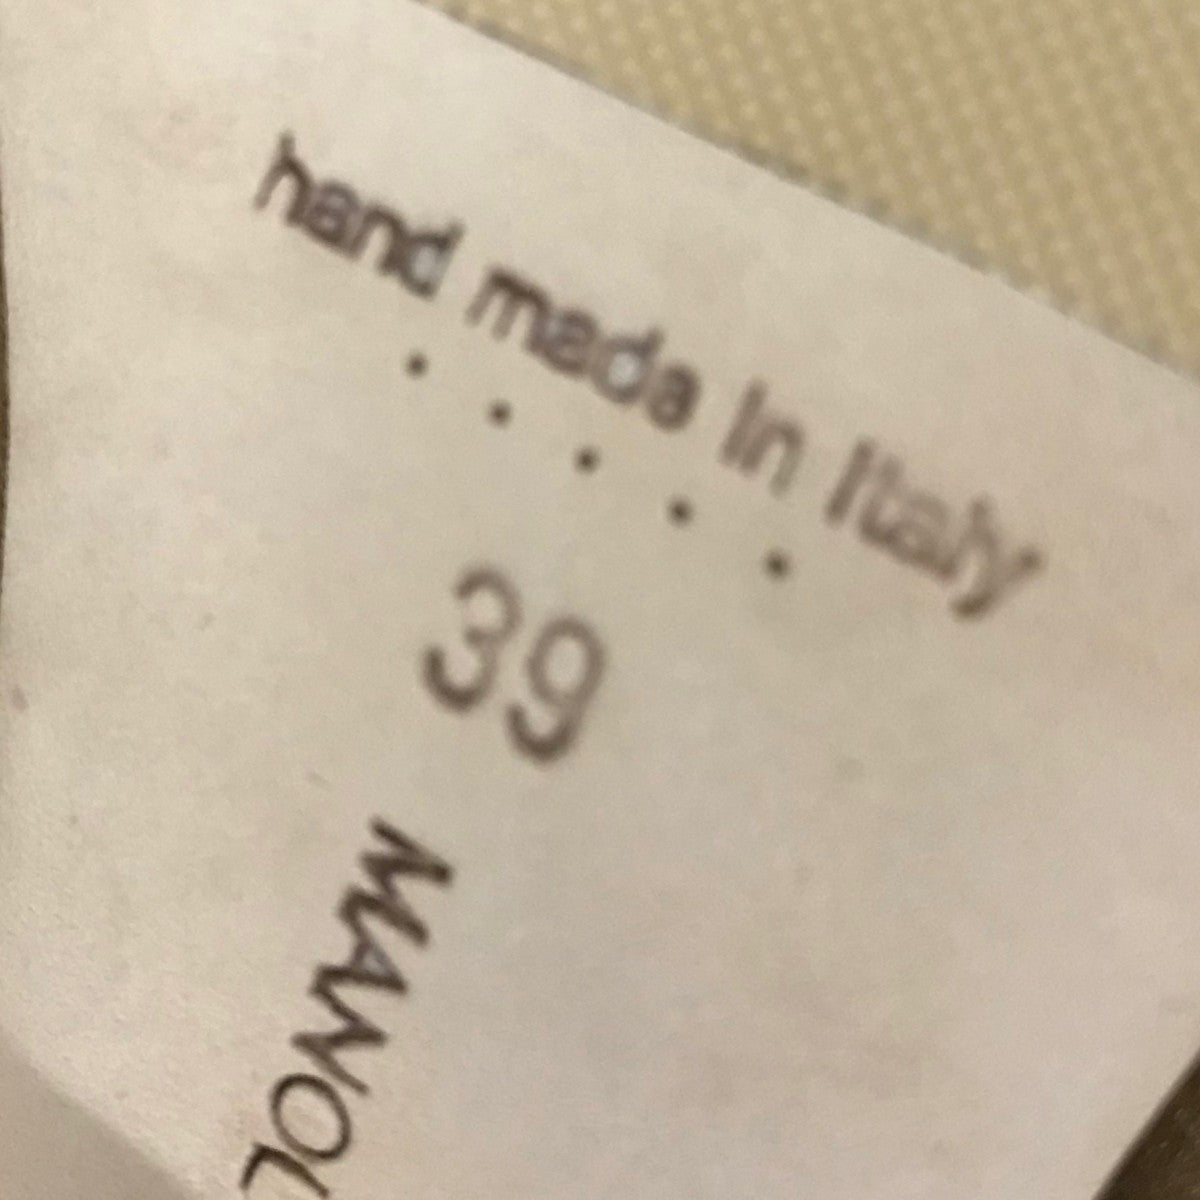 hand made in Italy
. . . . .
39
MANOL